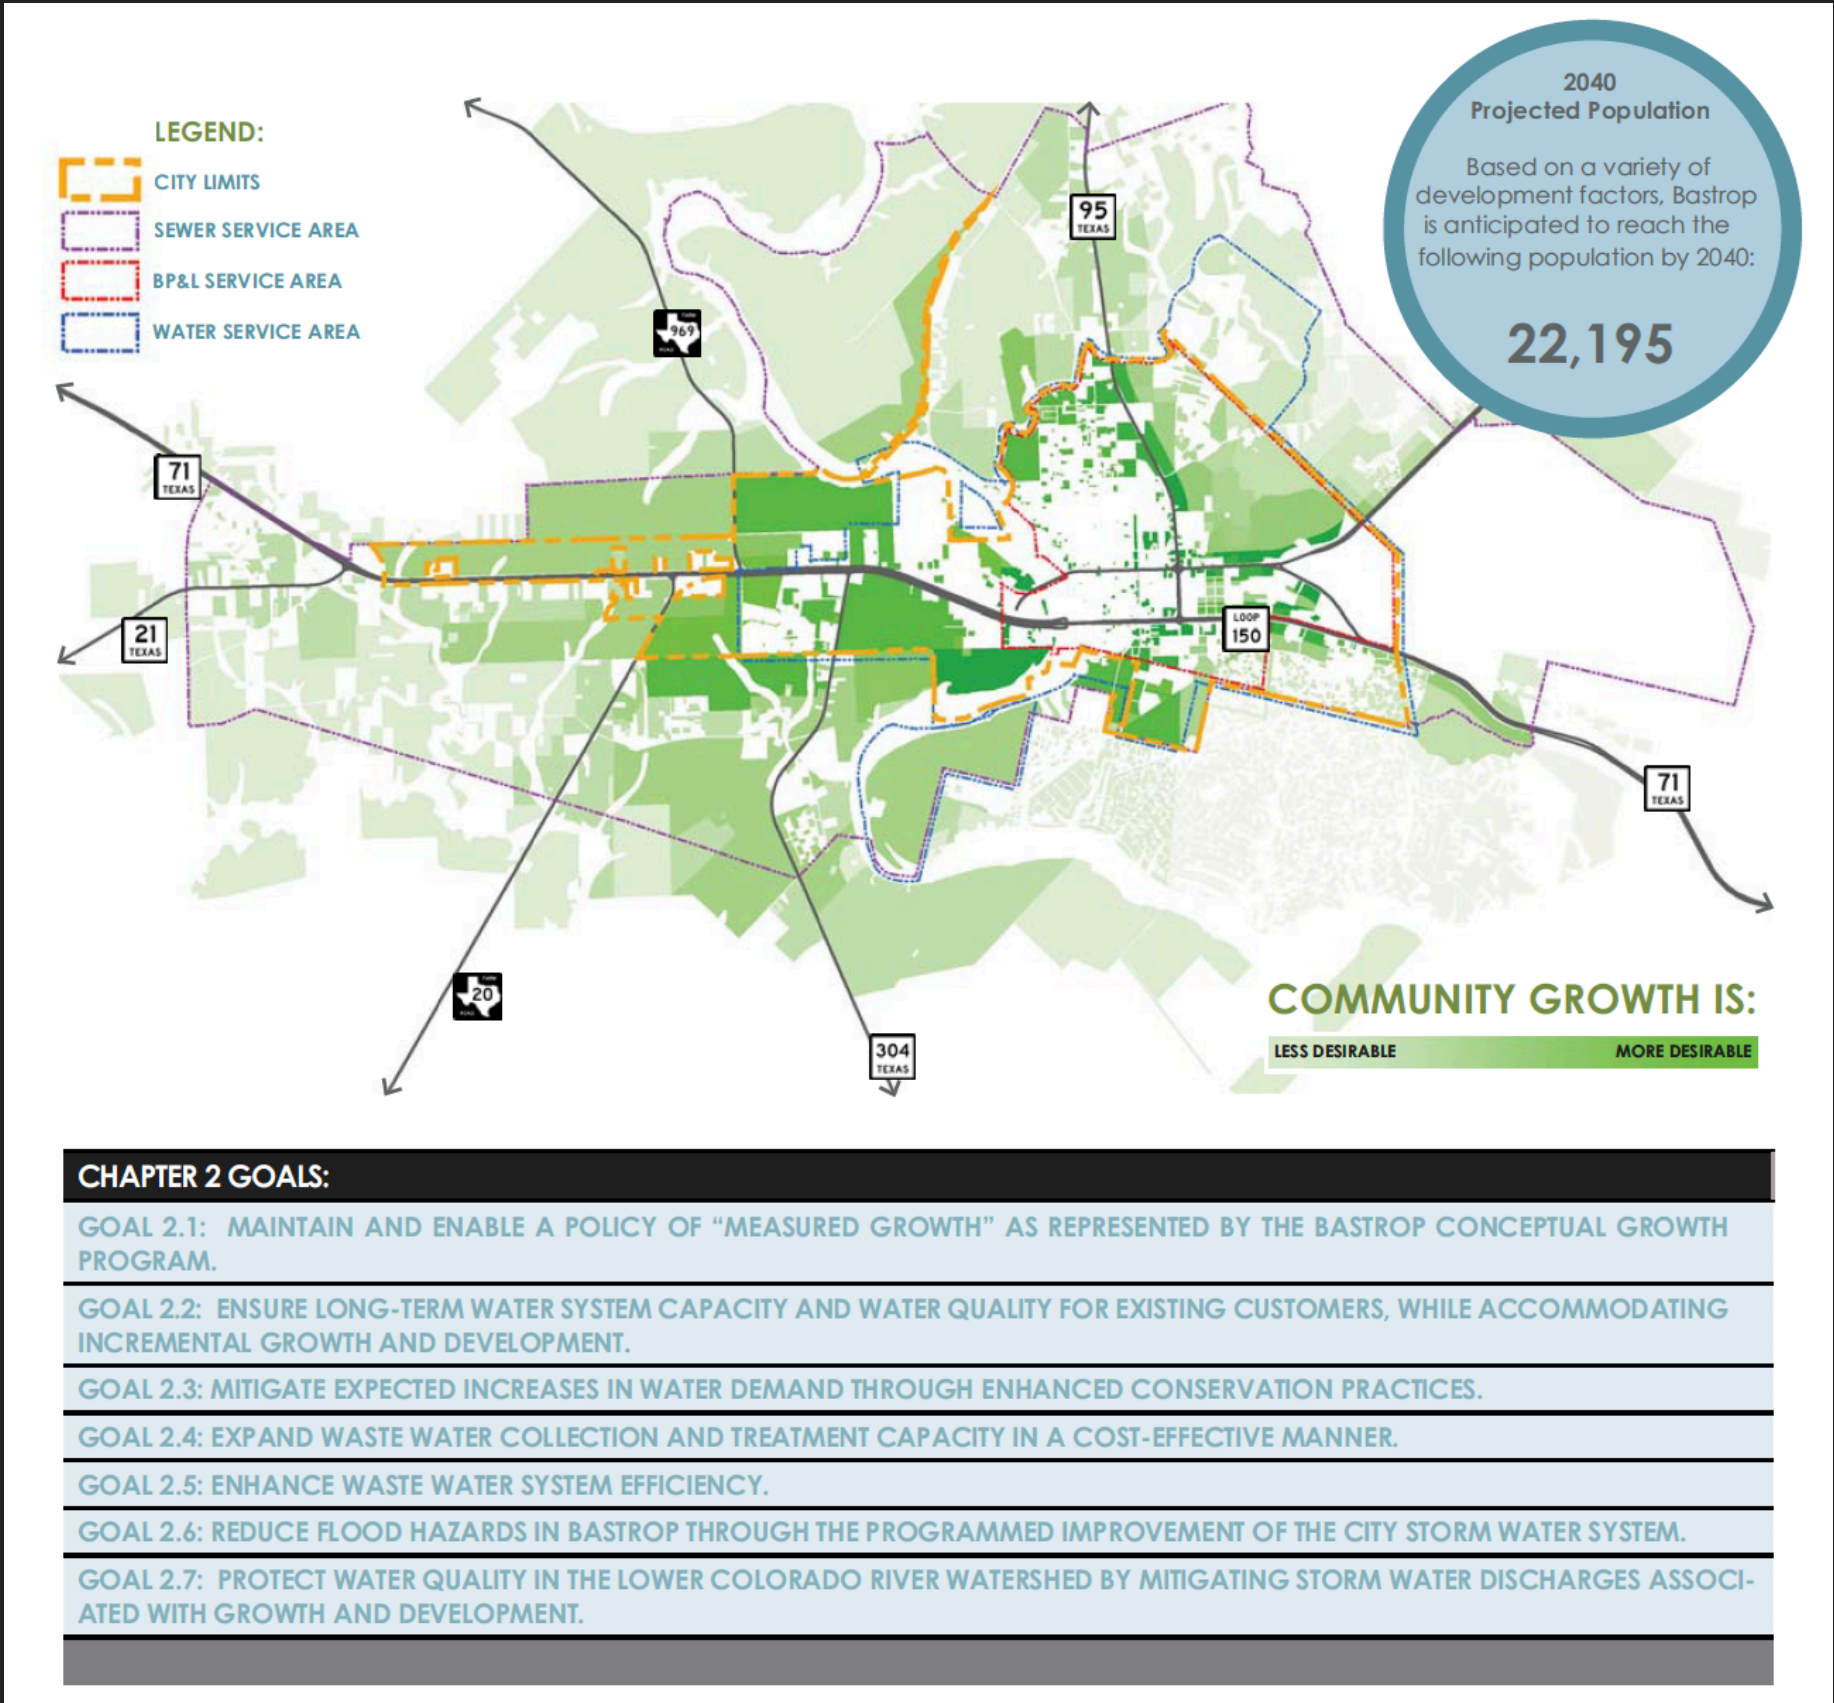 2040
Projected Population
Based on a variety of
development factors, Bastrop
is anticipated to reach the
following population by 2040:
22,195
LEGEND:
CITY LIMITS
SEWER SERVICE AREA
BP&L SERVICE AREA
WATER SERVICE AREA
95
TEXAS
969
ROAD
71
TEXAS
21
TEXAS
LOOP
150
71
TEXAS
20
ROAD
304
TEXAS
COMMUNITY GROWTH IS:
LESS DESIRABLE
MORE DESIRABLE
CHAPTER 2 GOALS:
GOAL 2.1: MAINTAIN AND ENABLE A POLICY OF “MEASURED GROWTH” AS REPRESENTED BY THE BASTROP CONCEPTUAL GROWTH
PROGRAM.
GOAL 2.2: ENSURE LONG-TERM WATER SYSTEM CAPACITY AND WATER QUALITY FOR EXISTING CUSTOMERS, WHILE ACCOMMODATING
INCREMENTAL GROWTH AND DEVELOPMENT.
GOAL 2.3: MITIGATE EXPECTED INCREASES IN WATER DEMAND THROUGH ENHANCED CONSERVATION PRACTICES.
GOAL 2.4: EXPAND WASTE WATER COLLECTION AND TREATMENT CAPACITY IN A COST-EFFECTIVE MANNER.
GOAL 2.5: ENHANCE WASTE WATER SYSTEM EFFICIENCY.
GOAL 2.6: REDUCE FLOOD HAZARDS IN BASTROP THROUGH THE PROGRAMMED IMPROVEMENT OF THE CITY STORM WATER SYSTEM.
GOAL 2.7: PROTECT WATER QUALITY IN THE LOWER COLORADO RIVER WATERSHED BY MITIGATING STORM WATER DISCHARGES ASSOCI-
ATED WITH GROWTH AND DEVELOPMENT.